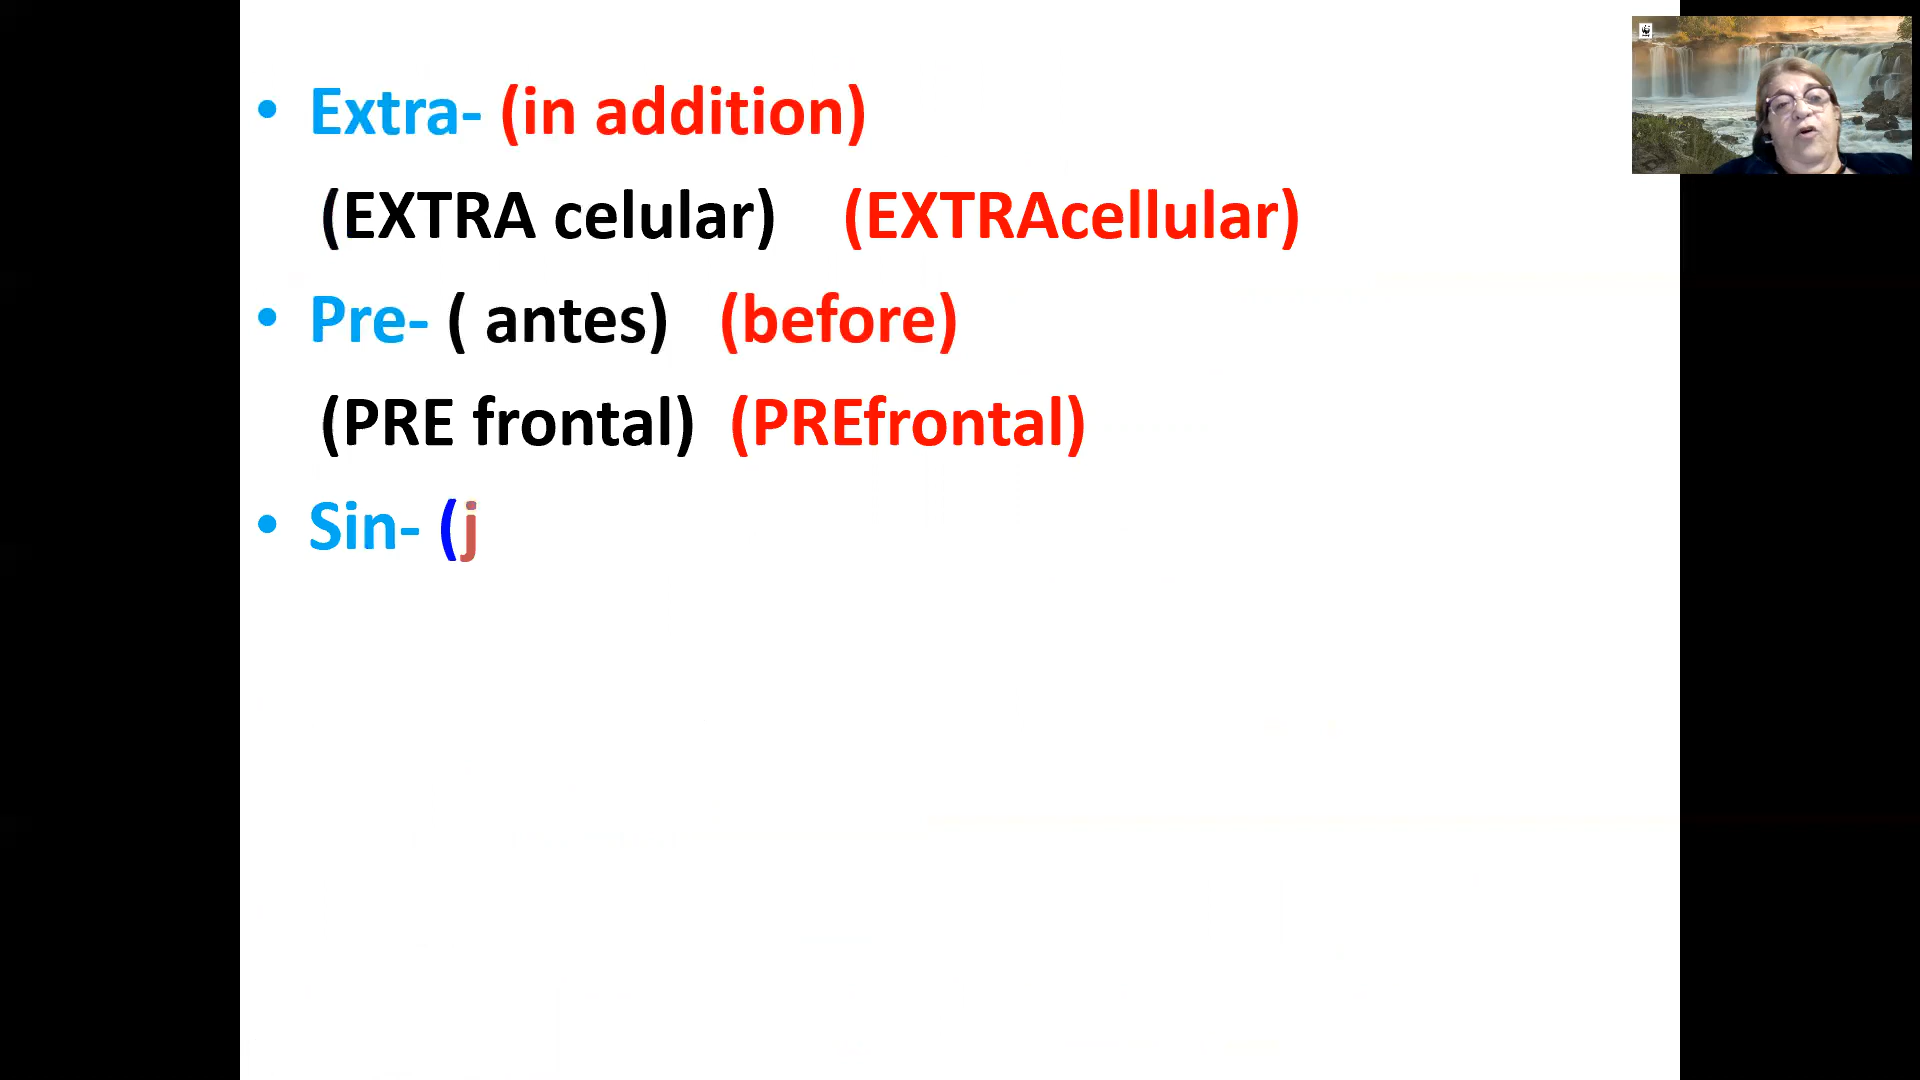 • Extra- (in addition)
(EXTRA celular) (EXTRAcellular)
• Pre- ( antes) (before)
(PRE frontal) (PREfrontal)
• Sin- (j